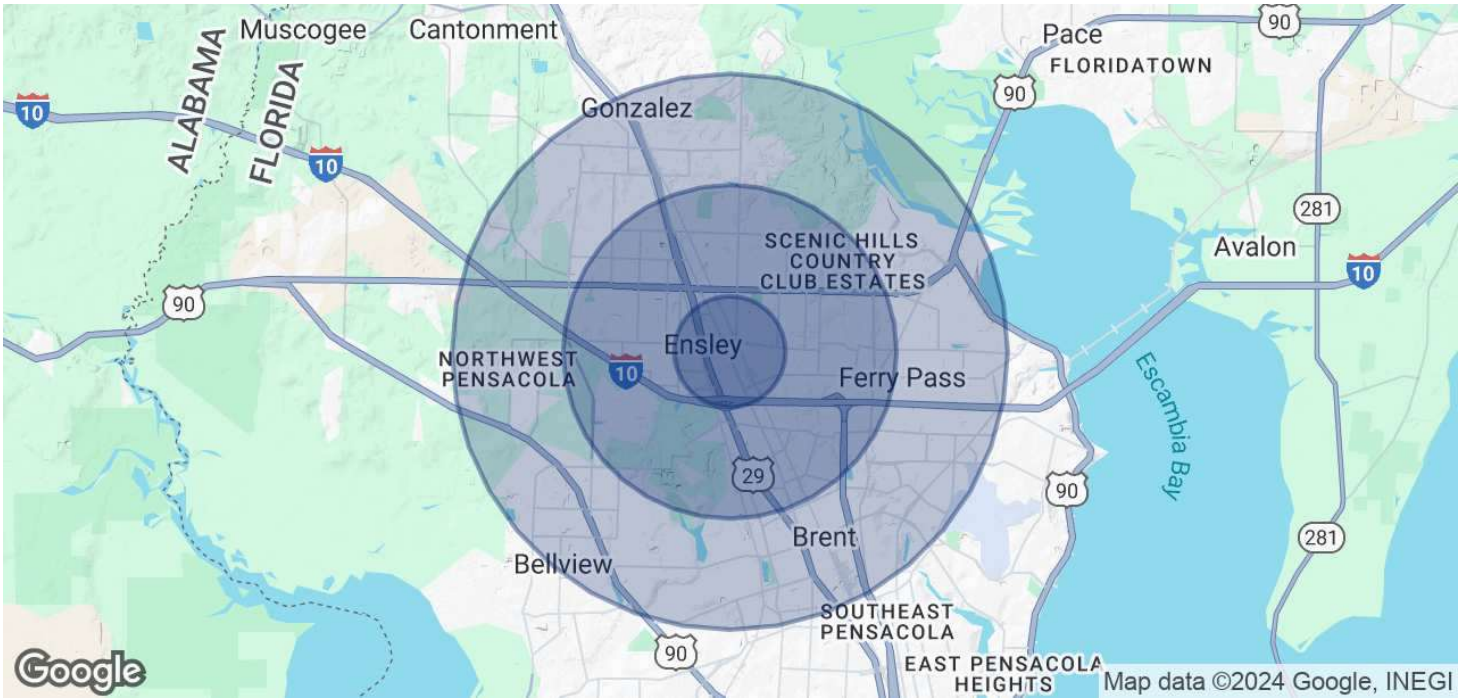 Muscogee
Cantonment
90
Pace
FLORIDATOWN
ALABAMA
FLORIDA
10
Gonzalez
90
10
281
SCENIC HILLS
COUNTRY
CLUB ESTATES
Avalon
10
90
Ensley
NORTHWEST
PENSACOLA
10
Ferry Pass
Escambia Bay
29
90
Brent
281
Bellview
SOUTHEAST
PENSACOLA
90
EAST PENSACOLA
HEIGHTS
Google
Map data ©2024 Google, INEGI